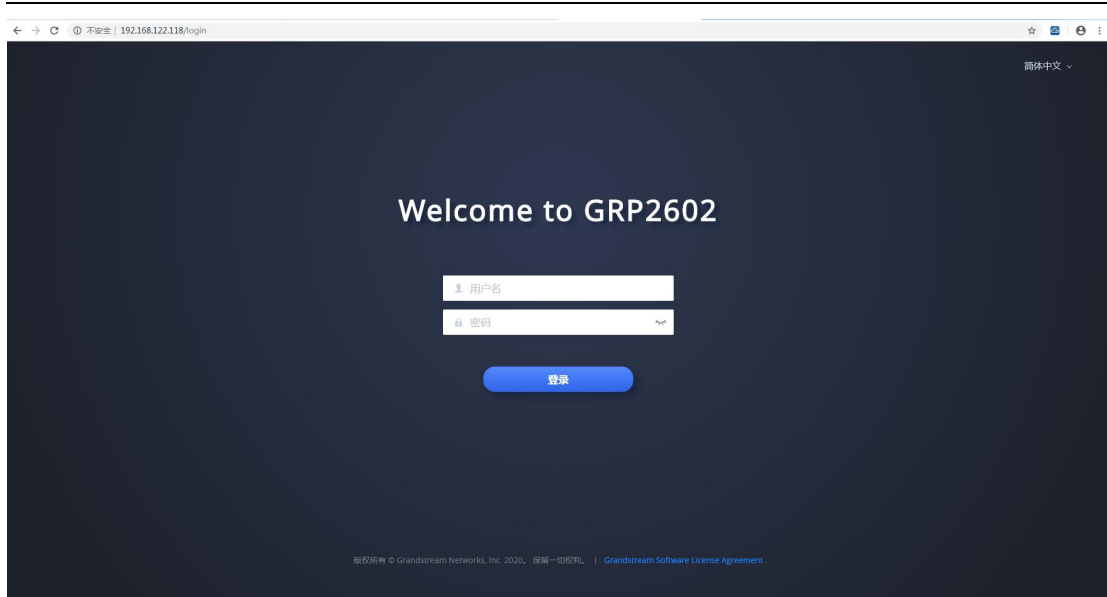 不安全 | 192.168.122.118/login
简体中文
Welcome to GRP2602
用户名
密码
登录
版权所有 © Grandstream Networks, Inc. 2020。 保留一切权利。 | Grandstream Software License Agreement